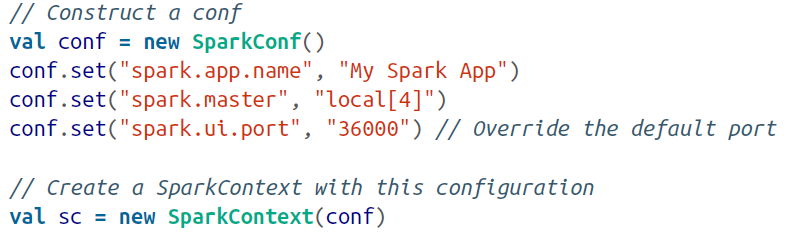 // Construct a conf
val conf = new SparkConf()
conf.set("spark.app.name", "My Spark App")
conf.set("spark.master", "local[4]")
conf.set("spark.ui.port", "36000") // Override the default port

// Create a SparkContext with this configuration
val sc = new SparkContext(conf)